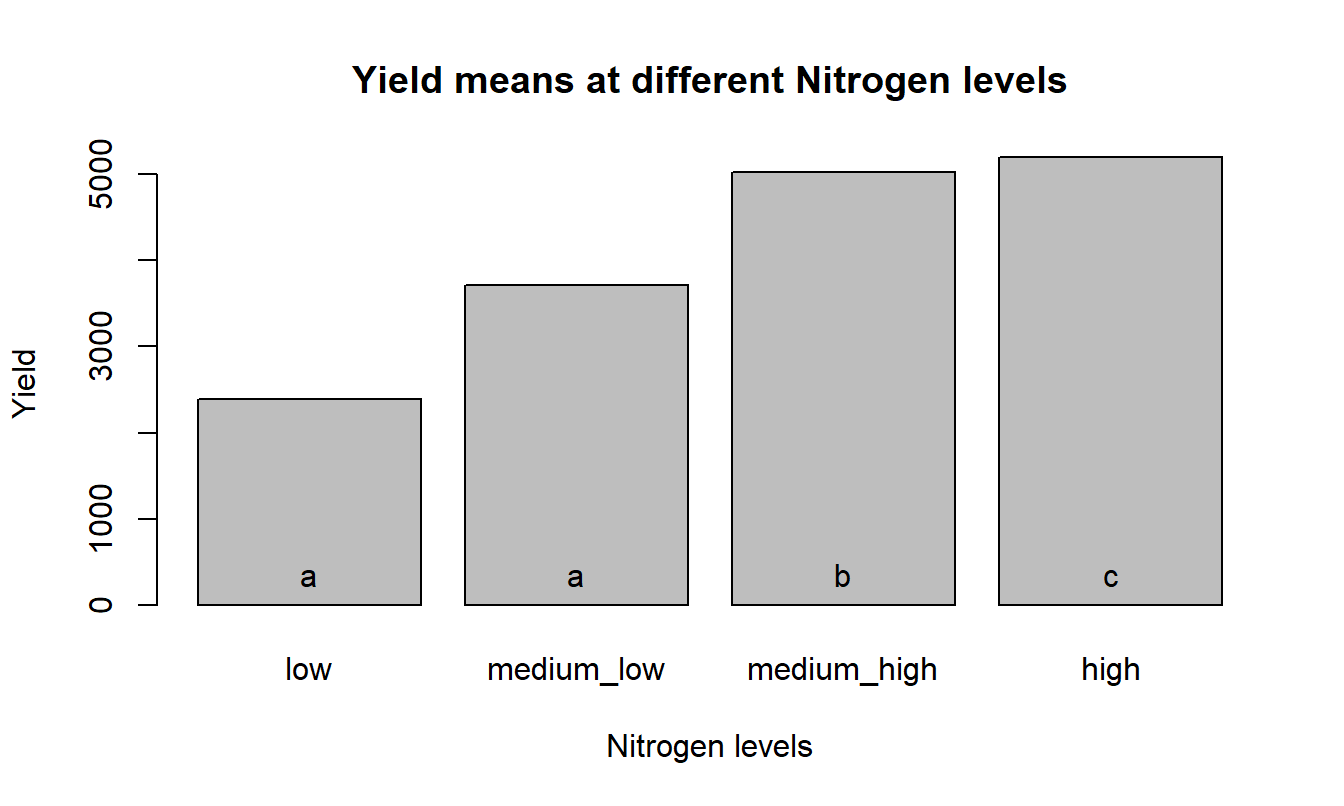 Yield means at different Nitrogen levels
5000
3000
1000
0
Yield
a a b c
low medium_low medium_high high
Nitrogen levels